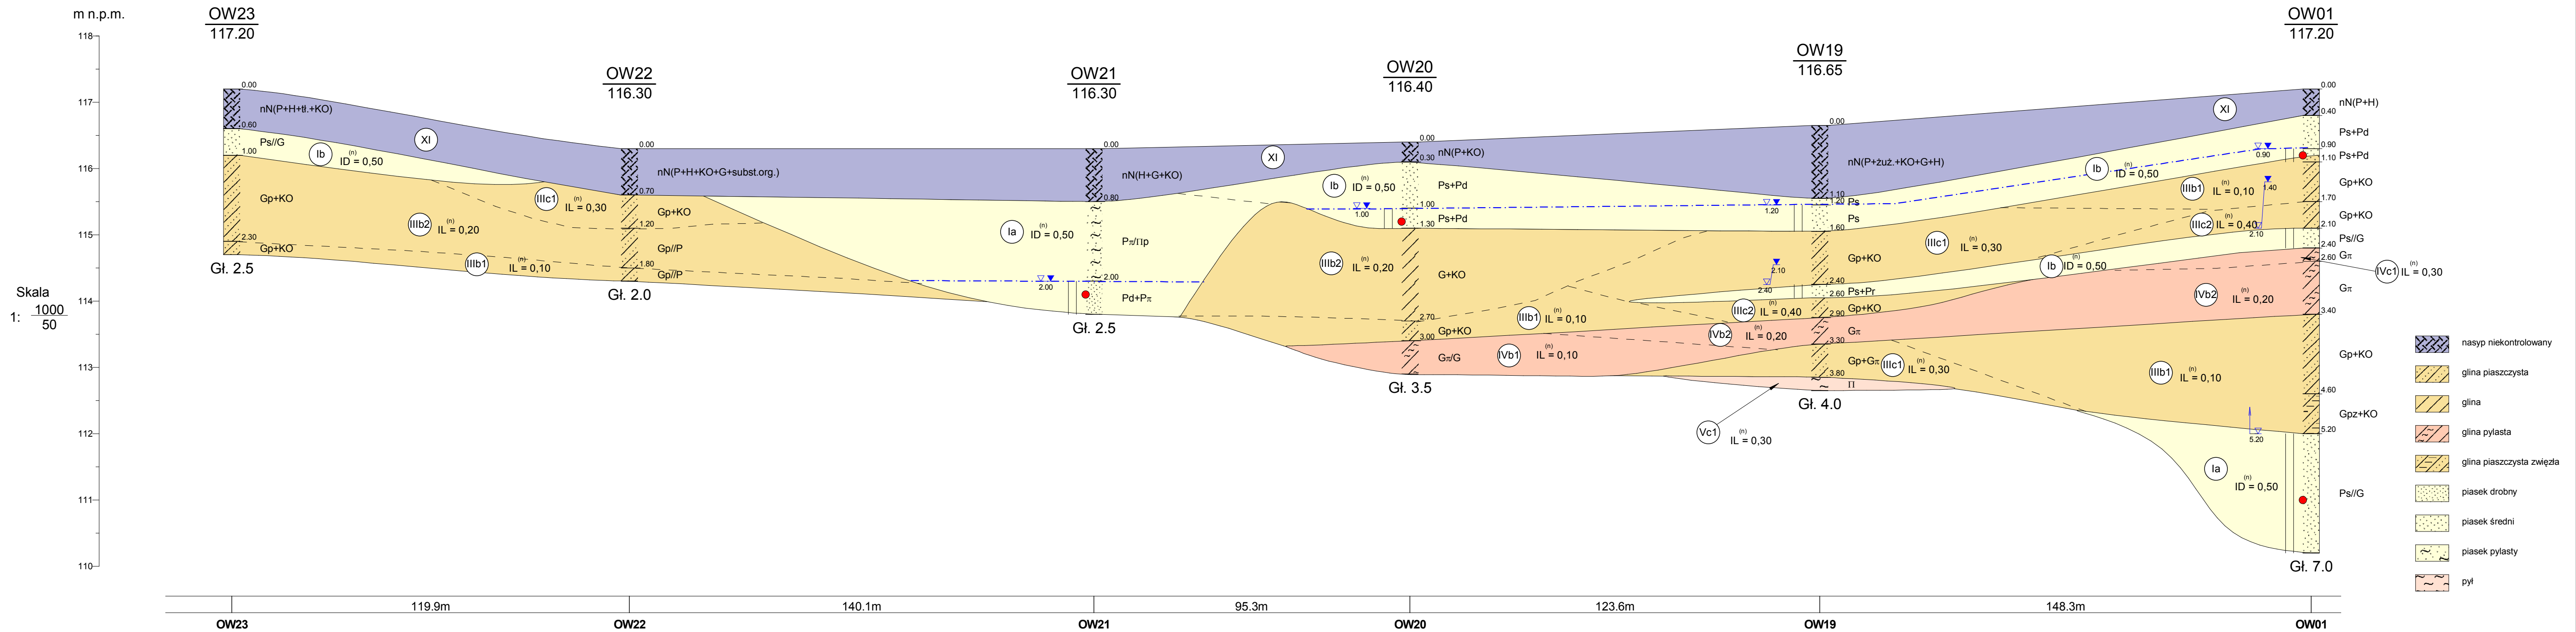 m n.p.m.
118
117
116
115
114
113
112
111
110
Skala
1: 1000
50
OW23
117.20
0.00
0.60
1.00
2.30
nN(P+H+tł.+KO)
Ps//G
Gp+KO
Gp+KO
Gł. 2.5
XI
Ib (n) ID = 0,50
IIIb2 (n) IL = 0,20
IIIb1 (n) IL = 0,10
IIIc1 (n) IL = 0,30
OW22
116.30
0.00
0.70
1.20
1.80
nN(P+H+KO+G+subst.org.)
Gp+KO
Gp//P
Gp//P
Gł. 2.0
OW21
116.30
0.00
0.80
2.00
nN(H+G+KO)
Pπ/Πp
Pd+Pπ
Gł. 2.5
Ia (n) ID = 0,50
2.00
XI
OW20
116.40
0.00
0.30
1.00
1.30
2.70
3.00
nN(P+KO)
Ps+Pd
Ps+Pd
G+KO
Gp+KO
Gπ/G
Gł. 3.5
Ib (n) ID = 0,50
1.00
IIIb2 (n) IL = 0,20
IIIb1 (n) IL = 0,10
IVb1 (n) IL = 0,10
OW19
116.65
0.00
1.10
1.20
1.60
2.40
2.60
2.90
3.30
3.80
nN(P+żuż.+KO+G+H)
Ps
Ps
Gp+KO
Ps+Pr
Gp+KO
Gπ
Gp+Gπ
Π
Gł. 4.0
1.20
2.10
2.40
IIIc2 (n) IL = 0,40
IVb2 (n) IL = 0,20
Vc1 (n) IL = 0,30
IIIc1 (n) IL = 0,30
IIIc1 (n) IL = 0,30
XI
Ib (n) ID = 0,50
IIIb1 (n) IL = 0,10
IIIc2 (n) IL = 0,40
Ib (n) ID = 0,50
IVb2 (n) IL = 0,20
IIIb1 (n) IL = 0,10
Ia (n) ID = 0,50
0.90
1.40
2.10
5.20
OW01
117.20
0.00
0.40
0.90
1.10
1.70
2.10
2.40
2.60
3.40
4.60
5.20
nN(P+H)
Ps+Pd
Ps+Pd
Gp+KO
Gp+KO
Ps//G
Gπ
IVc1 (n) IL = 0,30
Gπ
Gp+KO
Gpz+KO
Ps//G
Gł. 7.0
nasyp niekontrolowany
glina piaszczysta
glina
glina pylasta
glina piaszczysta zwięzła
piasek drobny
piasek średni
piasek pylasty
pył
119.9m
140.1m
95.3m
123.6m
148.3m
OW23
OW22
OW21
OW20
OW19
OW01